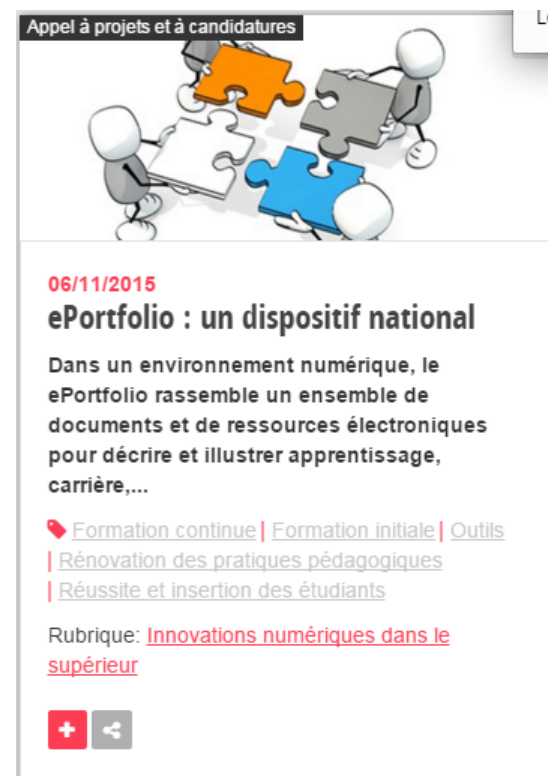 Appel à projets et à candidatures
06/11/2015
ePortfolio : un dispositif national
Dans un environnement numérique, le
ePortfolio rassemble un ensemble de
documents et de ressources électroniques
pour décrire et illustrer apprentissage,
carrière,...
Formation continue | Formation initiale | Outils
| Rénovation des pratiques pédagogiques
| Réussite et insertion des étudiants
Rubrique: Innovations numériques dans le
supérieur